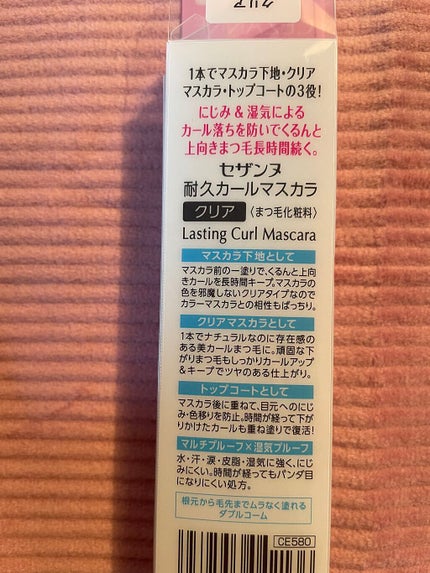 クリア
1本でマスカラ下地・クリア
マスカラ・トップコートの3役!
にじみ&湿気による
カール落ちを防いでくるんと
上向きまつ毛長時間続く。
セザンヌ
耐久カールマスカラ
クリア 〈まつ毛化粧料〉
Lasting Curl Mascara
マスカラ下地として
マスカラ前の一塗りで、くるんと上向
きカールを長時間キープ。マスカラの
色を邪魔しないクリアタイプなので
カラーマスカラとの相性もばっちり。
クリアマスカラとして
1本でナチュラルなのに存在感の
ある美カールまつ毛に。頑固な下
がりまつ毛もしっかりカールアップ
&キープでツヤのある仕上がり。
トップコートとして
マスカラ後に重ねて、目元へのにじ
み・色移りを防止。時間が経って下が
りかけたカールも重ね塗りで復活!
マルチプルーフ×湿気プルーフ
水・汗・涙・皮脂・湿気に強く、にじ
みにくい。時間が経ってもパンダ目
になりにくい処方。
根元から毛先までムラなく塗れる
ダブルコーム
CE580